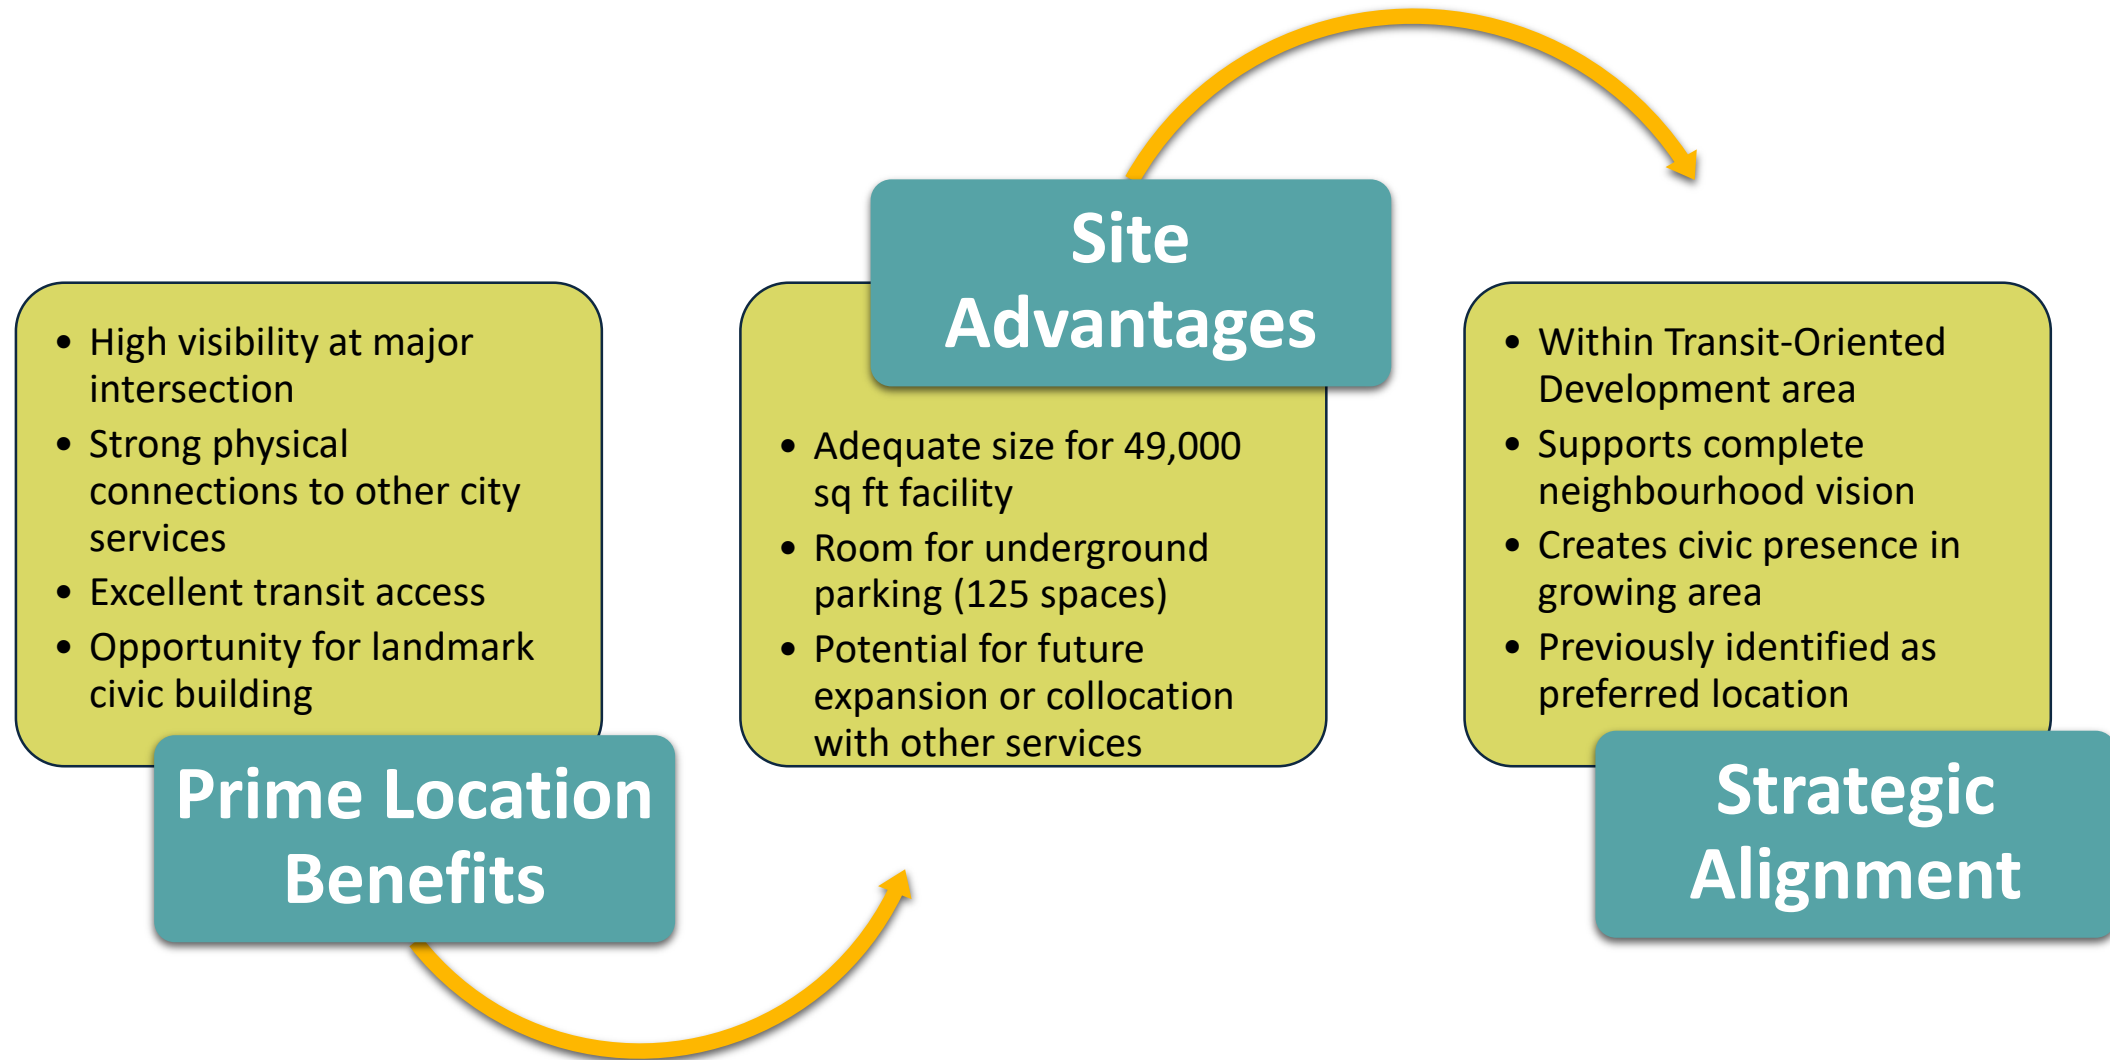 • High visibility at major
intersection
• Strong physical
connections to other city
services
• Excellent transit access
• Opportunity for landmark
civic building
Prime Location
Benefits
Site
Advantages
• Adequate size for 49,000
sq ft facility
• Room for underground
parking (125 spaces)
• Potential for future
expansion or collocation
with other services
• Within Transit-Oriented
Development area
• Supports complete
neighbourhood vision
• Creates civic presence in
growing area
• Previously identified as
preferred location
Strategic
Alignment